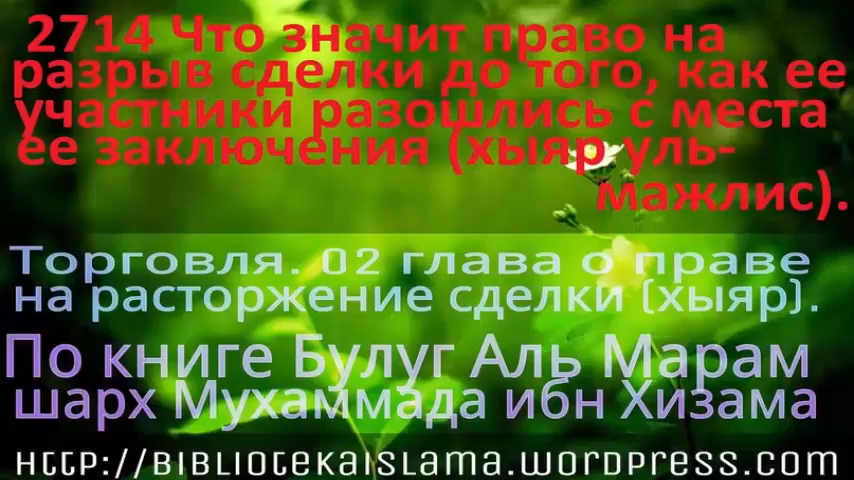 2714 Что значит право на
разрыв сделки до того, как ее
участники разошлись с места
ее заключения (хыяр уль-
мажлис).
Торговля. 02 глава о праве
на расторжение сделки (хыяр).
По книге Булуг Аль Марам
шарх Мухаммада ибн Хизама
http://bibliotekaislama.wordpress.com